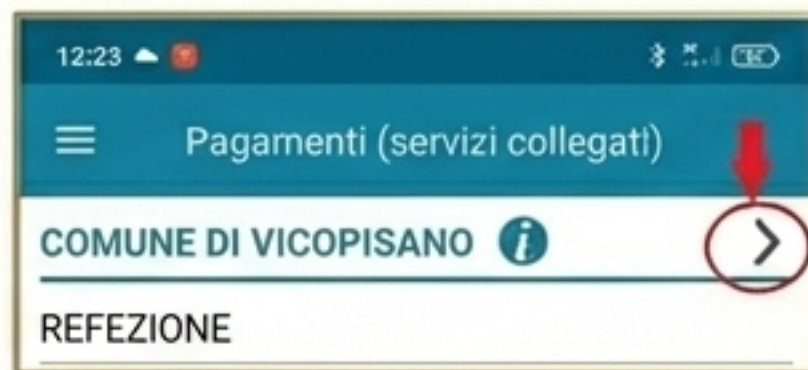 12:23
Pagamenti (servizi collegati)
COMUNE DI VICOPISANO i
REFEZIONE